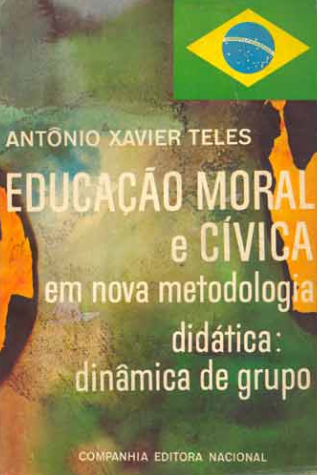 ANTÔNIO XAVIER TELES
EDUCAÇÃO MORAL
e CÍVICA
em nova metodologia
didática:
dinâmica de grupo
COMPANHIA EDITORA NACIONAL